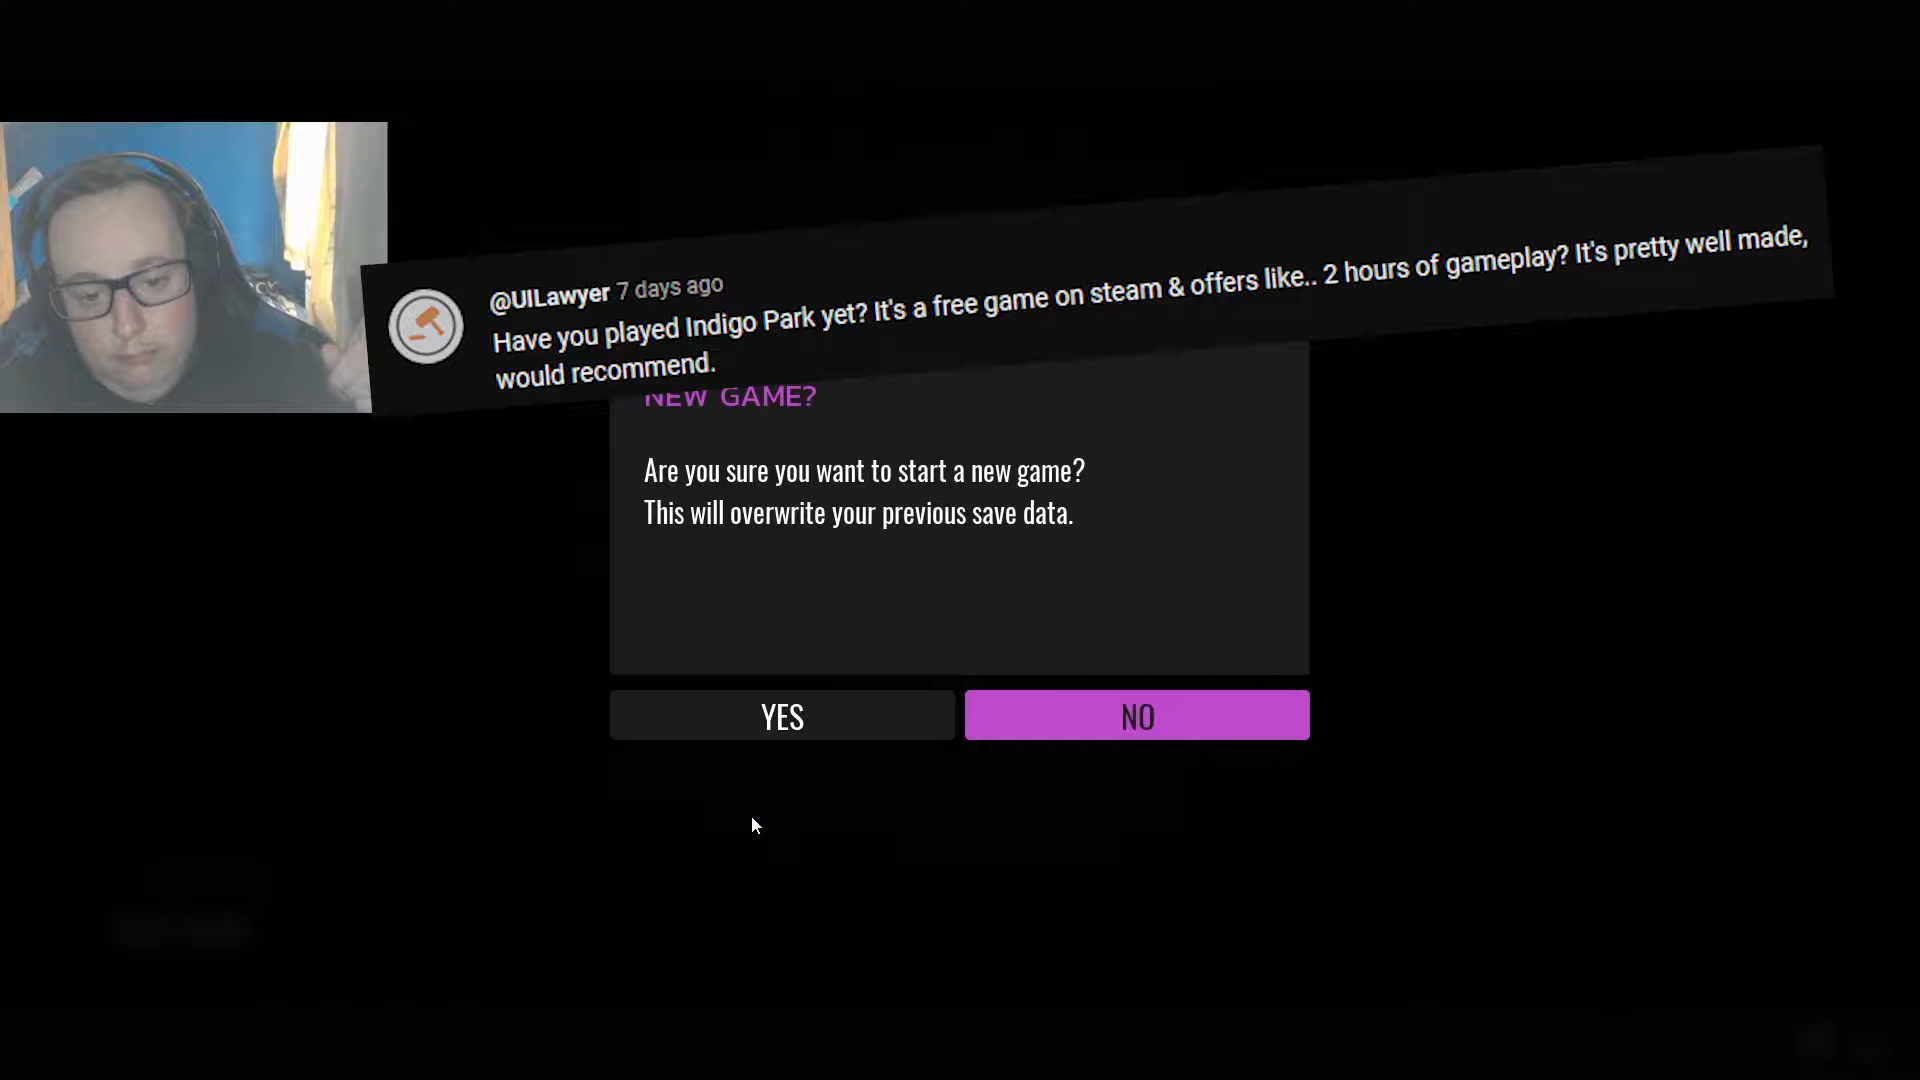 @UILawyer 7 days ago
Have you played Indigo Park yet? It's a free game on steam & offers like.. 2 hours of gameplay? It's pretty well made,
would recommend.
NEW GAME?
Are you sure you want to start a new game?
This will overwrite your previous save data.
YES
NO